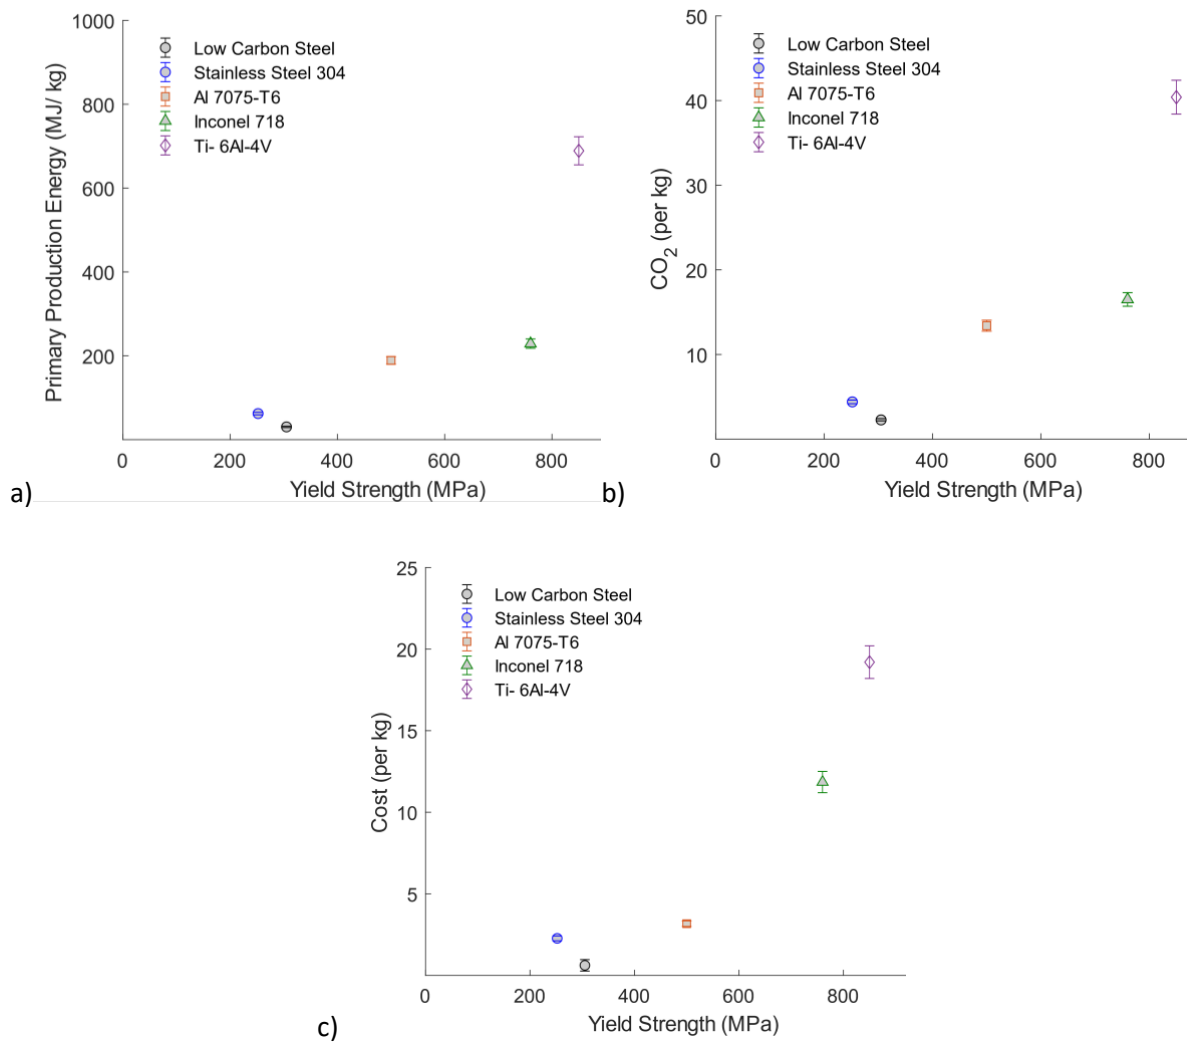 1000
800
600
400
200
0
200
400
600
800
Primary Production Energy (MJ/ kg)
Yield Strength (MPa)
Low Carbon Steel
Stainless Steel 304
Al 7075-T6
Inconel 718
Ti- 6Al-4V
a)
50
40
30
20
10
0
200
400
600
800
CO2 (per kg)
Yield Strength (MPa)
Low Carbon Steel
Stainless Steel 304
Al 7075-T6
Inconel 718
Ti- 6Al-4V
b)
25
20
15
10
5
0
200
400
600
800
Cost (per kg)
Yield Strength (MPa)
Low Carbon Steel
Stainless Steel 304
Al 7075-T6
Inconel 718
Ti- 6Al-4V
c)